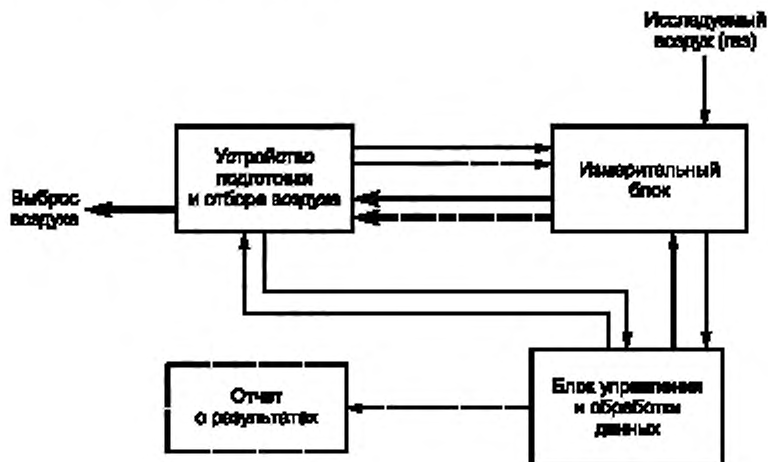 Исследуемый
воздух (газ)
Устройство
подготовки
и отбора воздуха
Измерительный
блок
Выброс
воздуха
Отчет
о результатах
Блок управления
и обработки
данных